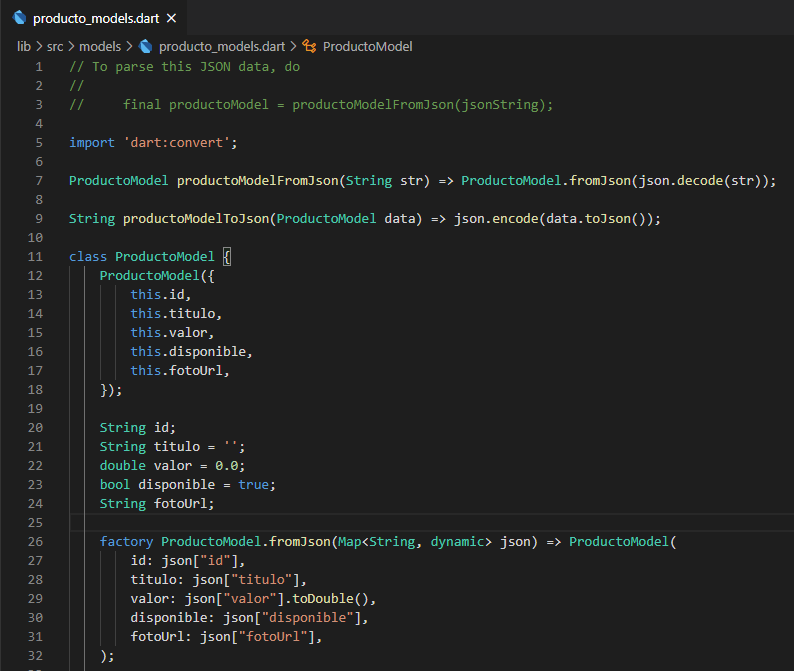 producto_models.dart ×
lib > src > models > producto_models.dart > ProductoModel
1 // To parse this JSON data, do
2 //
3 //     final productoModel = productoModelFromJson(jsonString);
4
5 import 'dart:convert';
6
7 ProductoModel productoModelFromJson(String str) => ProductoModel.fromJson(json.decode(str));
8
9 String productoModelToJson(ProductoModel data) => json.encode(data.toJson());
10
11 class ProductoModel {
12     ProductoModel({
13         this.id,
14         this.titulo,
15         this.valor,
16         this.disponible,
17         this.fotoUrl,
18     });
19
20     String id;
21     String titulo = '';
22     double valor = 0.0;
23     bool disponible = true;
24     String fotoUrl;
25
26     factory ProductoModel.fromJson(Map<String, dynamic> json) => ProductoModel(
27         id: json["id"],
28         titulo: json["titulo"],
29         valor: json["valor"].toDouble(),
30         disponible: json["disponible"],
31         fotoUrl: json["fotoUrl"],
32     );